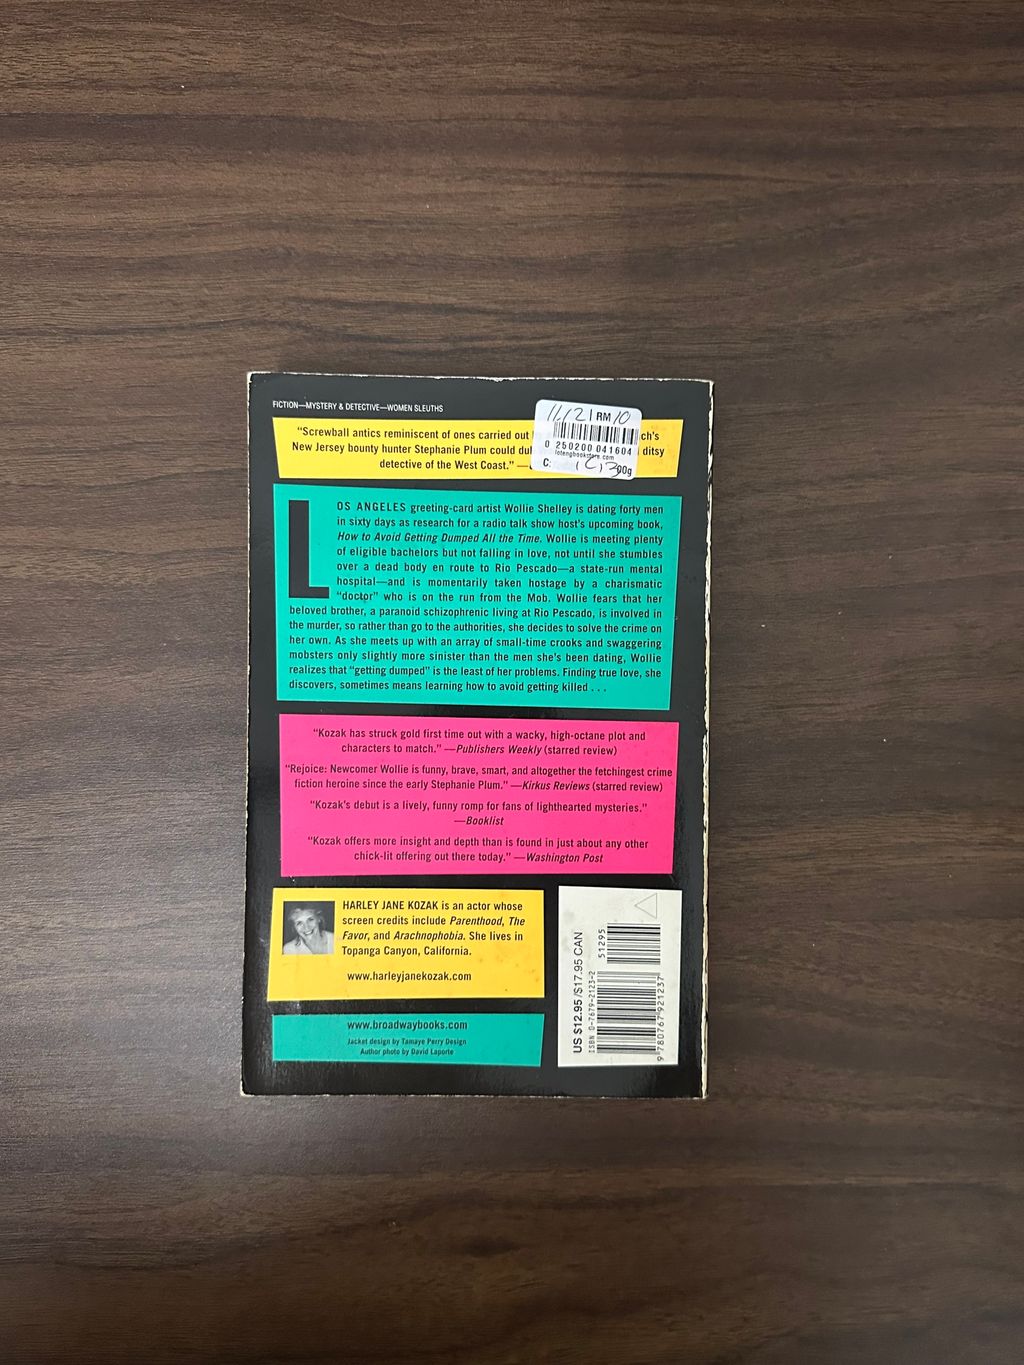 FICTION—MYSTERY & DETECTIVE—WOMEN SLEUTHS
"Screwball antics reminiscent of ones carried out ch's
New Jersey bounty hunter Stephanie Plum could ditsy
detective of the West Coast." —
11.121 RM 10
0 250200 041604
lotengbookstore.com
C: 00g
LOS ANGELES greeting-card artist Wollie Shelley is dating forty men
in sixty days as research for a radio talk show host's upcoming book,
How to Avoid Getting Dumped All the Time. Wollie is meeting plenty
of eligible bachelors but not falling in love, not until she stumbles
over a dead body en route to Rio Pescado—a state-run mental
hospital—and is momentarily taken hostage by a charismatic
"doctor" who is on the run from the Mob. Wollie fears that her
beloved brother, a paranoid schizophrenic living at Rio Pescado, is involved in
the murder, so rather than go to the authorities, she decides to solve the crime on
her own. As she meets up with an array of small-time crooks and swaggering
mobsters only slightly more sinister than the men she's been dating, Wollie
realizes that "getting dumped" is the least of her problems. Finding true love, she
discovers, sometimes means learning how to avoid getting killed . . .
"Kozak has struck gold first time out with a wacky, high-octane plot and
characters to match." —Publishers Weekly (starred review)
"Rejoice: Newcomer Wollie is funny, brave, smart, and altogether the fetchingest crime
fiction heroine since the early Stephanie Plum." —Kirkus Reviews (starred review)
"Kozak's debut is a lively, funny romp for fans of lighthearted mysteries."
—Booklist
"Kozak offers more insight and depth than is found in just about any other
chick-lit offering out there today." —Washington Post
HARLEY JANE KOZAK is an actor whose
screen credits include Parenthood, The
Favor, and Arachnophobia. She lives in
Topanga Canyon, California.
www.harleyjanekozak.com
www.broadwaybooks.com
Jacket design by Tamaye Perry Design
Author photo by David Laporte
US $12.95/$17.95 CAN
ISBN 0-7679-2123-2
51295
9 780767 921237